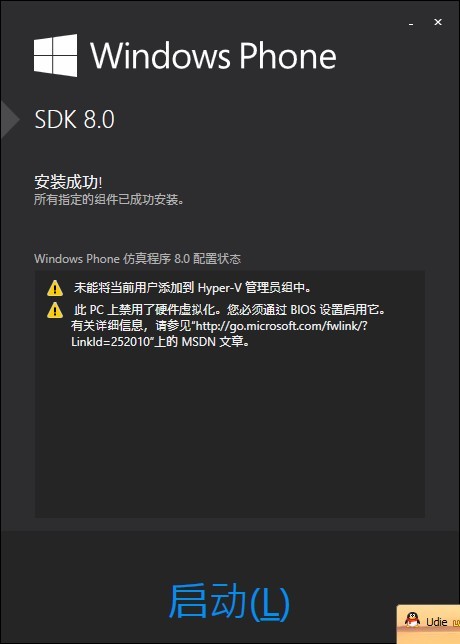 Windows Phone
SDK 8.0
安装成功!
所有指定的组件已成功安装。
Windows Phone 仿真程序 8.0 配置状态
未能将当前用户添加到 Hyper-V 管理员组中。
此 PC 上禁用了硬件虚拟化。您必须通过 BIOS 设置启用它。
有关详细信息，请参见"http://go.microsoft.com/fwlink/?
LinkId=252010"上的 MSDN 文章。
启动(L)
Udie